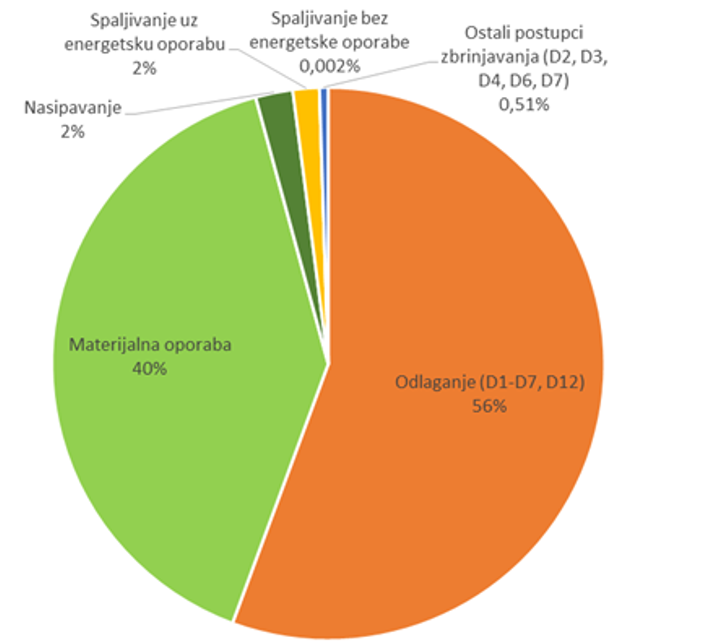 Spaljivanje uz
energetsku oporabu
2%
Spaljivanje bez
energetske oporabe
0,002%
Ostali postupci
zbrinjavanja (D2, D3,
D4, D6, D7)
0,51%
Nasipavanje
2%
Materijalna oporaba
40%
Odlaganje (D1-D7, D12)
56%